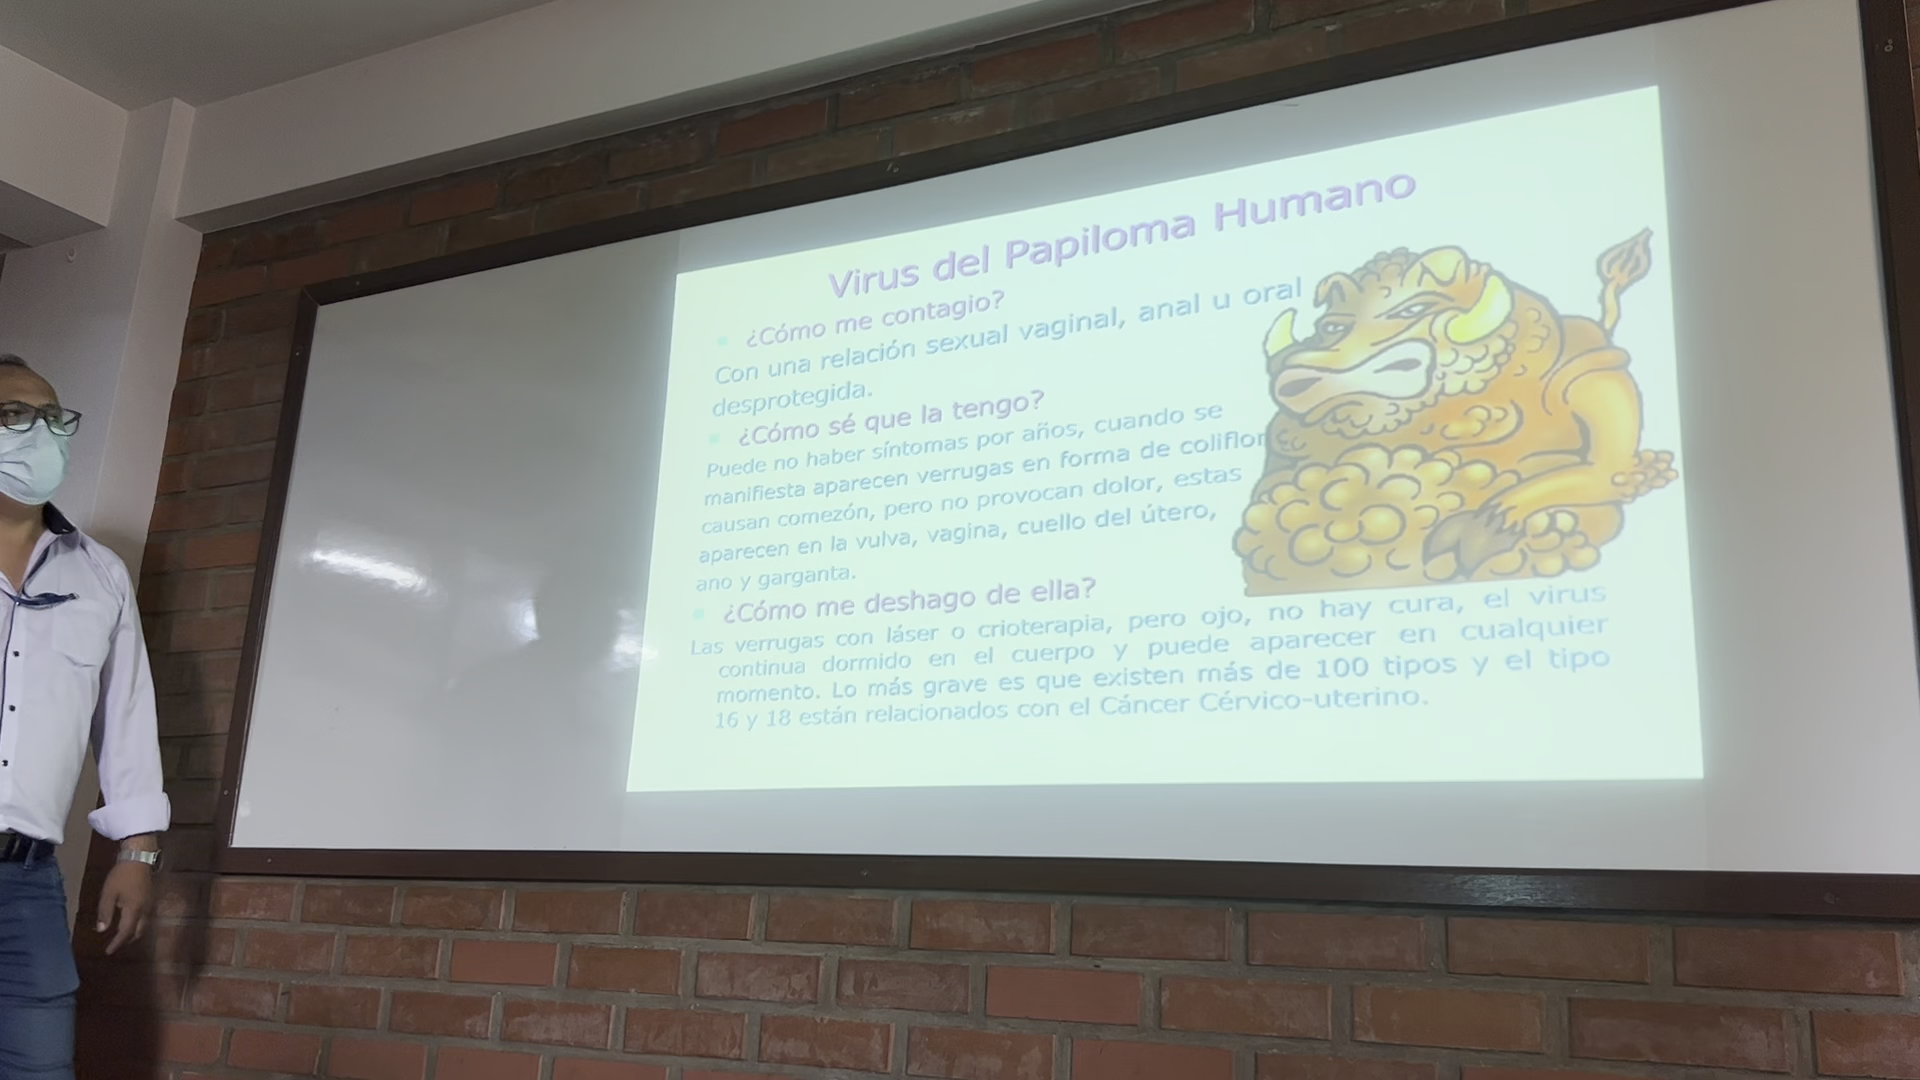 Virus del Papiloma Humano
¿Cómo me contagio?
Con una relación sexual vaginal, anal u oral
desprotegida.
¿Cómo sé que la tengo?
Puede no haber síntomas por años, cuando se
manifiesta aparecen verrugas en forma de coliflor
causan comezón, pero no provocan dolor, estas
aparecen en la vulva, vagina, cuello del útero,
ano y garganta.
¿Cómo me deshago de ella?
Las verrugas con láser o crioterapia, pero ojo, no hay cura, el virus
continua dormido en el cuerpo y puede aparecer en cualquier
momento. Lo más grave es que existen más de 100 tipos y el tipo
16 y 18 están relacionados con el Cáncer Cérvico-uterino.